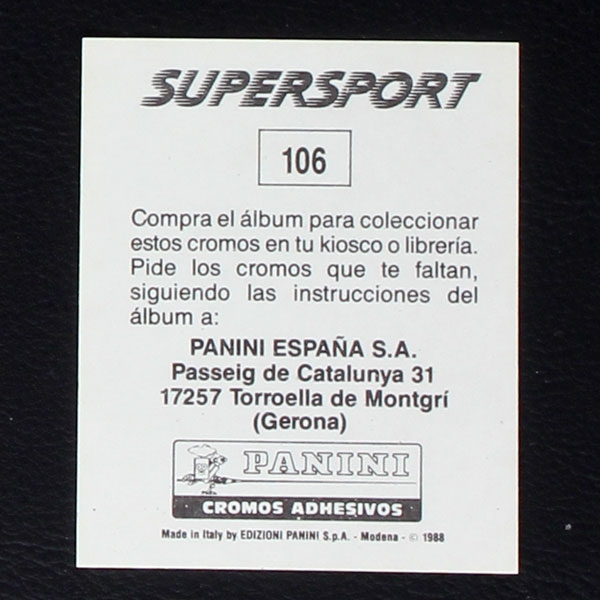 SUPERSPORT
106
Compra el álbum para coleccionar
estos cromos en tu kiosco o librería.
Pide los cromos que te faltan,
siguiendo las instrucciones del
álbum a:
PANINI ESPAÑA S.A.
Passeig de Catalunya 31
17257 Torroella de Montgrí
(Gerona)
PANINI
CROMOS ADHESIVOS
Made in Italy by EDIZIONI PANINI S.p.A. - Modena - © 1988